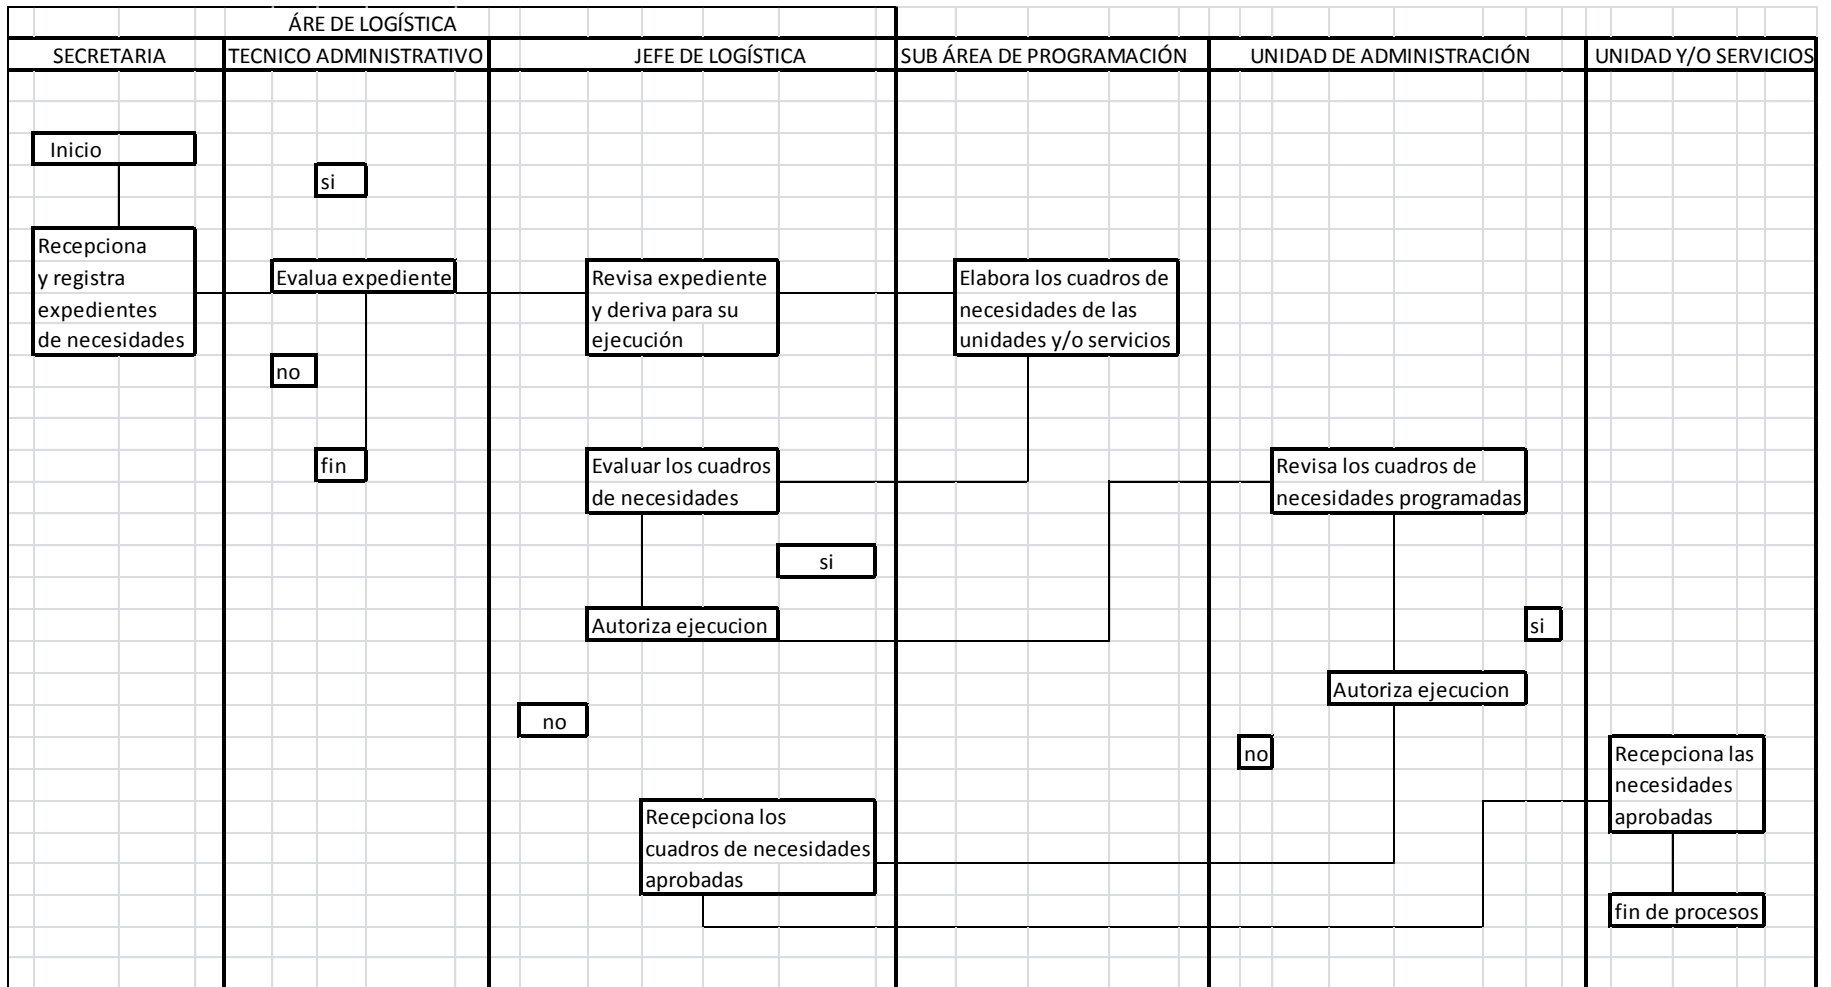 ÁRE DE LOGÍSTICA
SECRETARIA
TECNICO ADMINISTRATIVO
JEFE DE LOGÍSTICA
SUB ÁREA DE PROGRAMACIÓN
UNIDAD DE ADMINISTRACIÓN
UNIDAD Y/O SERVICIOS
Inicio
si
Recepciona
y registra
expedientes
de necesidades
Evalua expediente
Revisa expediente
y deriva para su
ejecución
Elabora los cuadros de
necesidades de las
unidades y/o servicios
no
fin
Evaluar los cuadros
de necesidades
Revisa los cuadros de
necesidades programadas
si
Autoriza ejecucion
si
Autoriza ejecucion
no
no
Recepciona las
necesidades
aprobadas
Recepciona los
cuadros de necesidades
aprobadas
fin de procesos